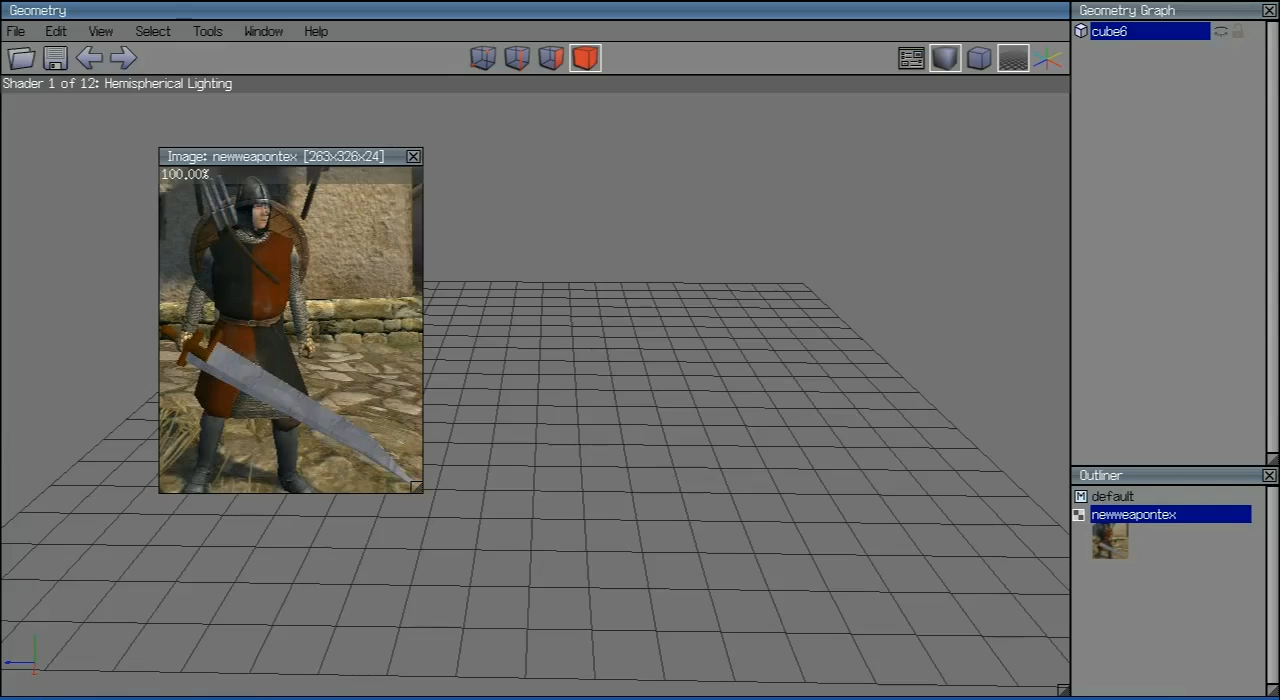 Geometry
File Edit View Select Tools Window Help
Shader 1 of 12: Hemispherical Lighting
Image: newweapontex [263x326x24]
100.00%
Geometry Graph
cube6
Outliner
M default
newweapontex